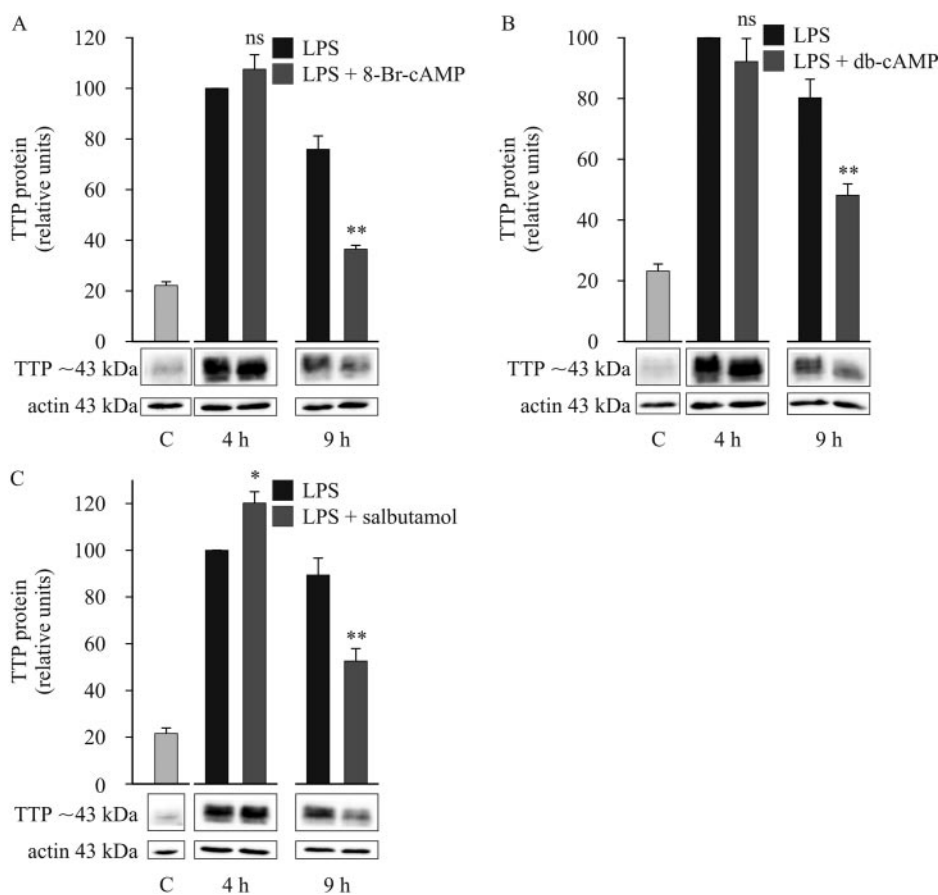 A
TTP protein
(relative units)
120
100
80
60
40
20
0
ns
**
LPS
LPS + 8-Br-cAMP
TTP ~43 kDa
actin 43 kDa
C
4 h
9 h
B
TTP protein
(relative units)
100
80
60
40
20
0
ns
**
LPS
LPS + db-cAMP
TTP ~43 kDa
actin 43 kDa
C
4 h
9 h
C
TTP protein
(relative units)
120
100
80
60
40
20
0
*
**
LPS
LPS + salbutamol
TTP ~43 kDa
actin 43 kDa
C
4 h
9 h